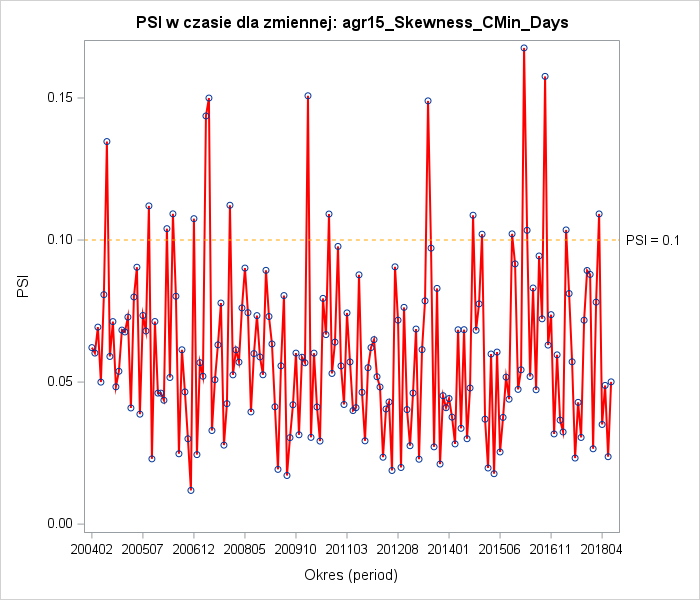 PSI w czasie dla zmiennej: agr15_Skewness_CMin_Days
0.15
0.10
0.05
0.00
PSI
PSI = 0.1
200402 200507 200612 200805 200910 201103 201208 201401 201506 201611 201804
Okres (period)